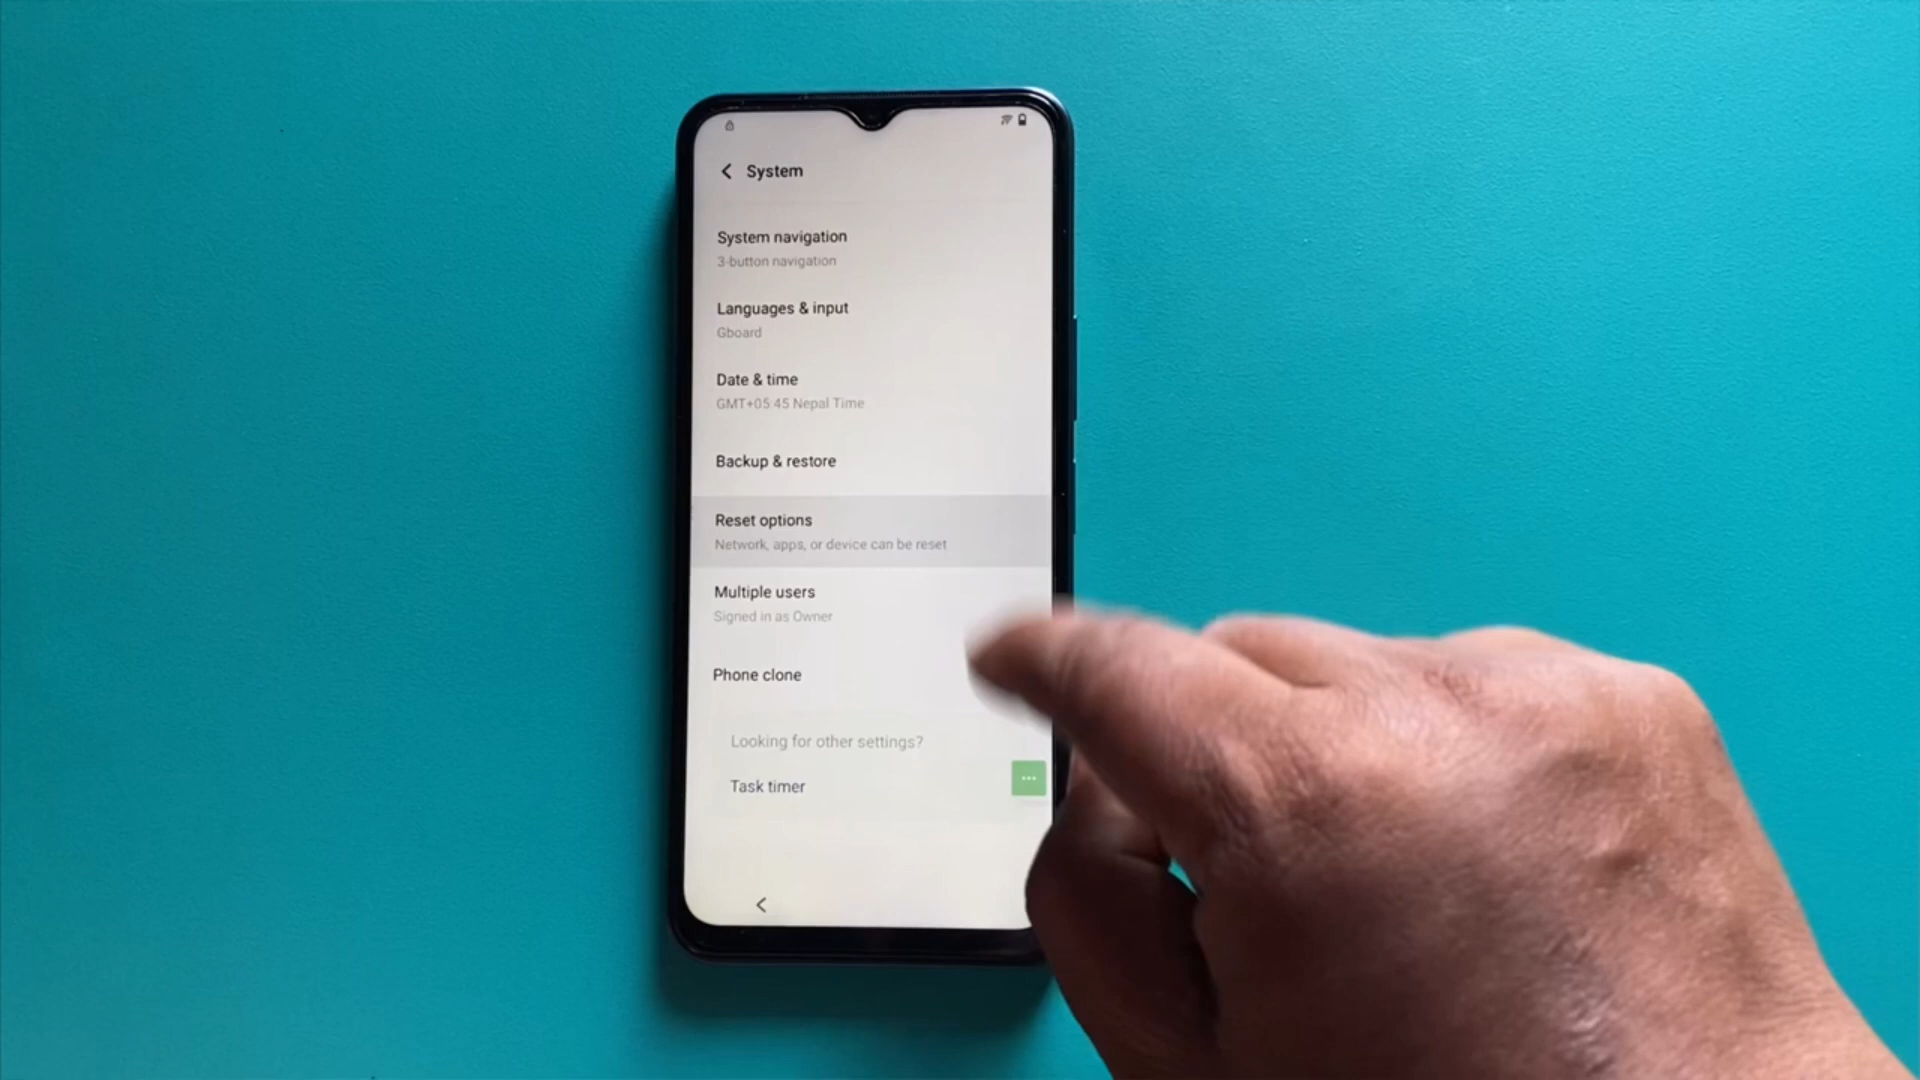 System
System navigation
3-button navigation
Languages & input
Gboard
Date & time
GMT+05:45 Nepal Time
Backup & restore
Reset options
Network, apps, or device can be reset
Multiple users
Signed in as Owner
Phone clone
Looking for other settings?
Task timer